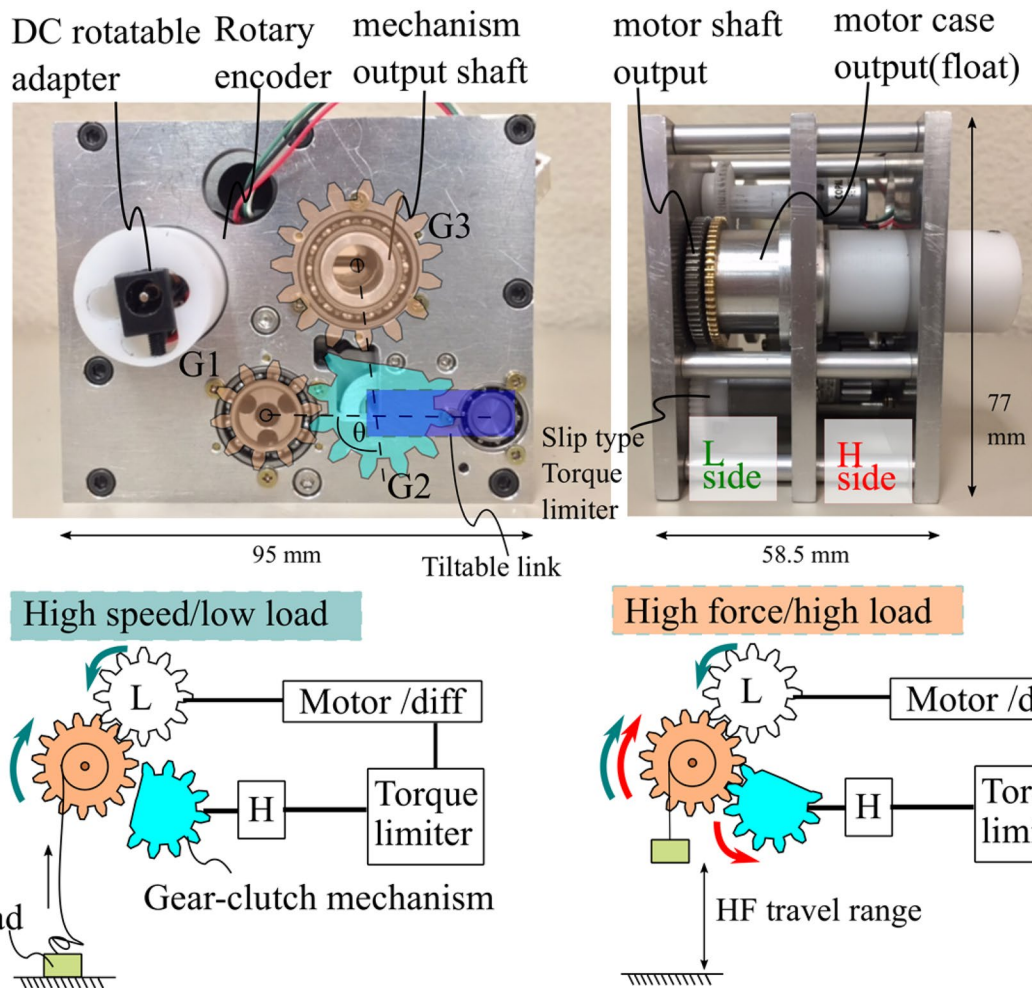 DC rotatable
adapter
Rotary
encoder
mechanism
output shaft
motor shaft
output
motor case
output(float)
G3
G1
θ
G2
Slip type
Torque
limiter
L
side
H
side
77
mm
95 mm
58.5 mm
Tiltable link
High speed/low load
L
Motor /diff
H
Torque
limiter
Gear-clutch mechanism
ad
High force/high load
L
Motor /d
H
Tor
limi
HF travel range